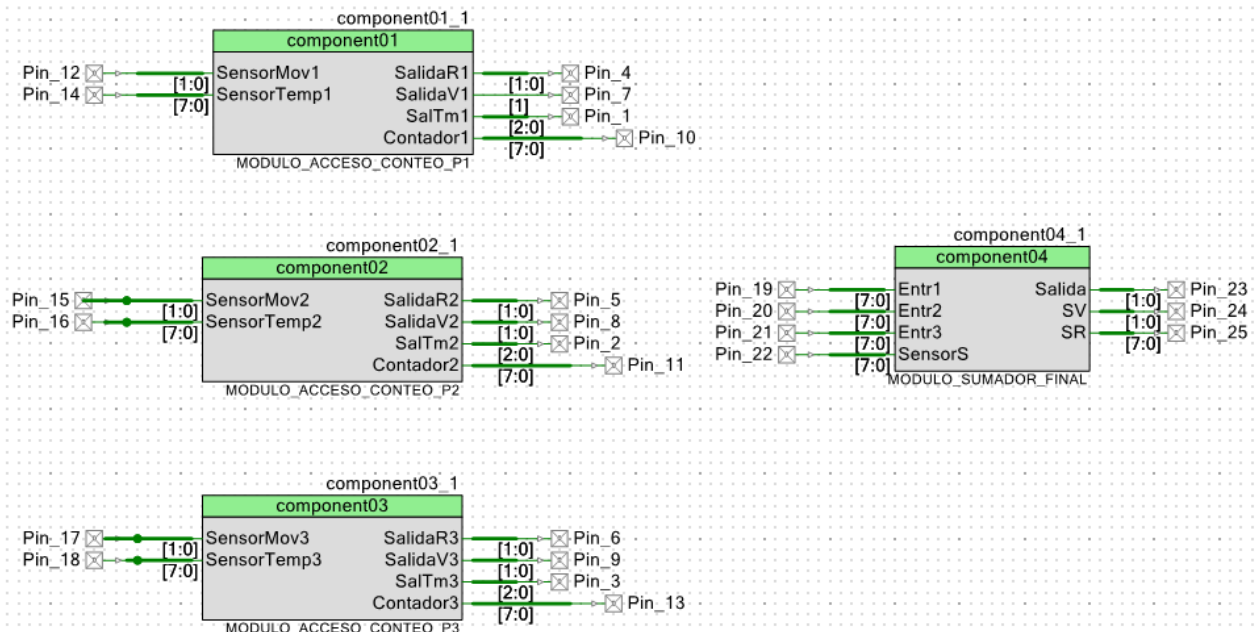 component01_1
component01
Pin_12 SensorMov1 SalidaR1 Pin_4
[1:0] [1:0]
Pin_14 SensorTemp1 SalidaV1 Pin_7
[7:0] [1]
SalTm1 Pin_1
[2:0]
Contador1 Pin_10
[7:0]
MODULO_ACCESO_CONTEO_P1
component02_1
component02
Pin_15 SensorMov2 SalidaR2 Pin_5
[1:0] [1:0]
Pin_16 SensorTemp2 SalidaV2 Pin_8
[7:0] [1:0]
SalTm2 Pin_2
[2:0]
Contador2 Pin_11
[7:0]
MODULO_ACCESO_CONTEO_P2
component04_1
component04
Pin_19 Entr1 Salida Pin_23
[7:0] [1:0]
Pin_20 Entr2 SV Pin_24
[7:0] [1:0]
Pin_21 Entr3 SR Pin_25
[7:0] [7:0]
Pin_22 SensorS
[7:0]
MODULO_SUMADOR_FINAL
component03_1
component03
Pin_17 SensorMov3 SalidaR3 Pin_6
[1:0] [1:0]
Pin_18 SensorTemp3 SalidaV3 Pin_9
[7:0] [1:0]
SalTm3 Pin_3
[2:0]
Contador3 Pin_13
[7:0]
MODULO_ACCESO_CONTEO_P3